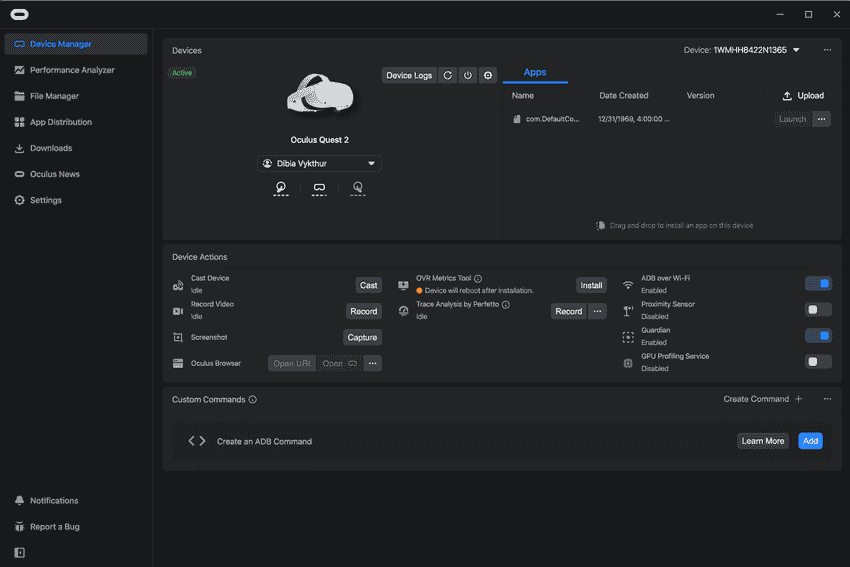 Device Manager
Performance Analyzer
File Manager
App Distribution
Downloads
Oculus News
Settings
Notifications
Report a Bug
Devices
Device: 1WMHH8422N1365
Active
Device Logs
Oculus Quest 2
Dibia Vykthur
Apps
Name Date Created Version Upload
com.DefaultCo... 12/31/1969, 4:00:00 ... Launch
Drag and drop to install an app on this device
Device Actions
Cast Device
Idle
Cast
Record Video
Idle
Record
Screenshot
Capture
Oculus Browser
Open URL Open
OVR Metrics Tool
Device will reboot after installation.
Install
Trace Analysis by Perfetto
Idle
Record
ADB over Wi-Fi
Enabled
Proximity Sensor
Disabled
Guardian
Enabled
GPU Profiling Service
Disabled
Custom Commands
Create Command +
Create an ADB Command
Learn More Add